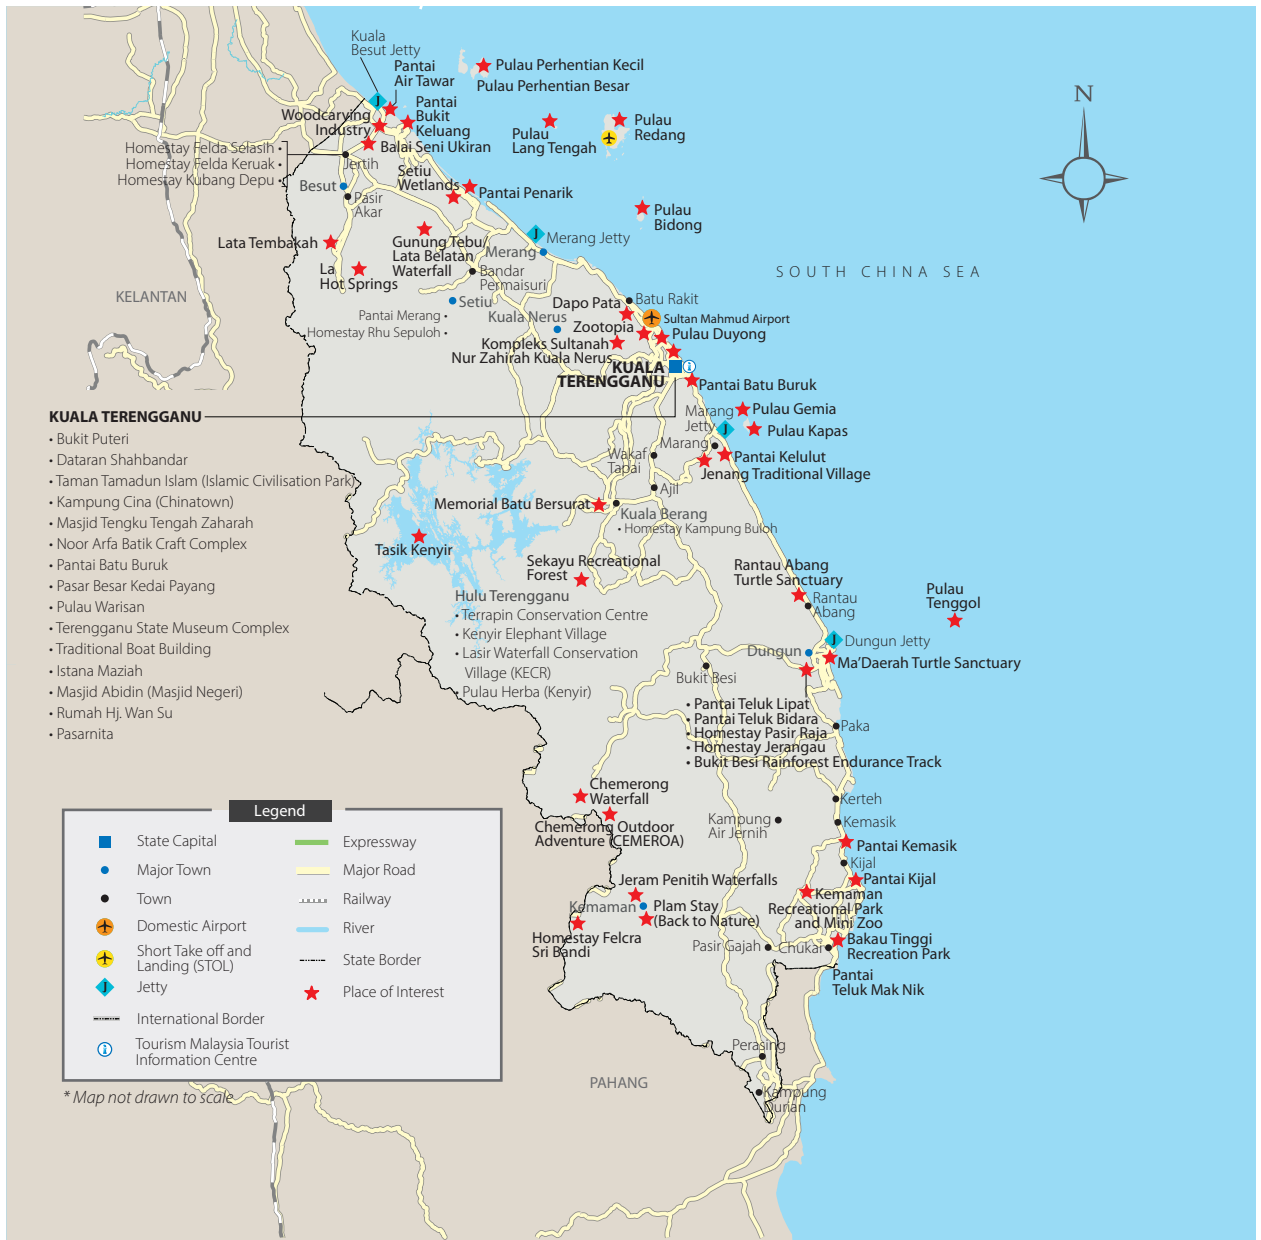 Kuala
Besut Jetty
Pantai
Air Tawar
Pulau Perhentian Kecil
Pulau Perhentian Besar
N
Pantai
Bukit
Keluang
Woodcarving
Industry
Pulau
Lang Tengah
Pulau
Redang
Balai Seni Ukiran
Homestay Felda Selasih •
Homestay Felda Keruak •
Homestay Kubang Depu •
Jertih
Setiu
Wetlands
Besut
Pasir
Akar
Pantai Penarik
Pulau
Bidong
Lata Tembakah
Gunung Tebu/
Lata Belatan
Waterfall
Merang Jetty
Merang
La
Hot Springs
Bandar
Permaisuri
SOUTH CHINA SEA
KELANTAN
Setiu
Pantai Merang •
Homestay Rhu Sepuloh •
Kuala Nerus
Dapo Pata
Batu Rakit
Sultan Mahmud Airport
Zootopia
Pulau Duyong
Kompleks Sultanah
Nur Zahirah Kuala Nerus
KUALA
TERENGGANU
Pantai Batu Buruk
Marang
Jetty
Pulau Gemia
Pulau Kapas
KUALA TERENGGANU
• Bukit Puteri
• Dataran Shahbandar
• Taman Tamadun Islam (Islamic Civilisation Park)
• Kampung Cina (Chinatown)
• Masjid Tengku Tengah Zaharah
• Noor Arfa Batik Craft Complex
• Pantai Batu Buruk
• Pasar Besar Kedai Payang
• Pulau Warisan
• Terengganu State Museum Complex
• Traditional Boat Building
• Istana Maziah
• Masjid Abidin (Masjid Negeri)
• Rumah Hj. Wan Su
• Pasarnita
Marang
Wakaf
Tapai
Pantai Kelulut
Jenang Traditional Village
Ajil
Memorial Batu Bersurat
Kuala Berang
• Homestay Kampung Buloh
Tasik Kenyir
Sekayu Recreational
Forest
Hulu Terengganu
• Terrapin Conservation Centre
• Kenyir Elephant Village
• Lasir Waterfall Conservation
Village (KECR)
• Pulau Herba (Kenyir)
Rantau Abang
Turtle Sanctuary
Rantau
Abang
Pulau
Tenggol
Dungun Jetty
Dungun
Ma’Daerah Turtle Sanctuary
Bukit Besi
• Pantai Teluk Lipat
• Pantai Teluk Bidara
• Homestay Pasir Raja
• Homestay Jerangau
• Bukit Besi Rainforest Endurance Track
Paka
Chemerong
Waterfall
Kerteh
Chemerong Outdoor
Adventure (CEMEROA)
Kampung
Air Jernih
Kemasik
Pantai Kemasik
Kijal
Jeram Penitih Waterfalls
Pantai Kijal
Kemaman
Plam Stay
(Back to Nature)
Kemaman
Recreational Park
and Mini Zoo
Homestay Felcra
Sri Bandi
Pasir Gajah
Chukai
Bakau Tinggi
Recreation Park
Pantai
Teluk Mak Nik
Perasing
PAHANG
Kampung
Durian
Legend
State Capital
Major Town
Town
Domestic Airport
Short Take off and
Landing (STOL)
J
Jetty
International Border
i
Tourism Malaysia Tourist
Information Centre
Expressway
Major Road
Railway
River
State Border
Place of Interest
* Map not drawn to scale